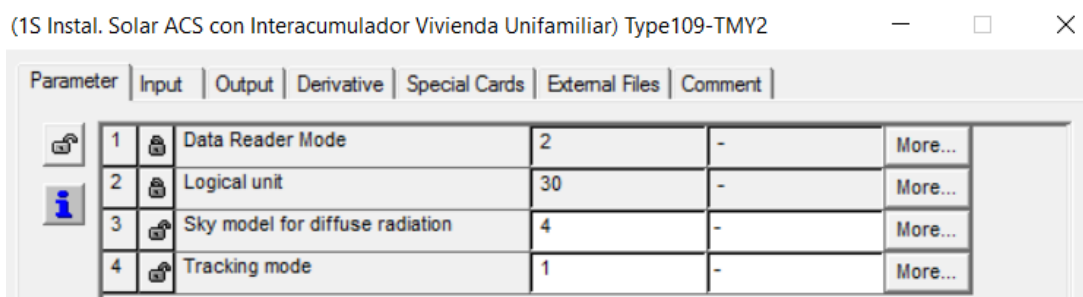 (1S Instal. Solar ACS con Interacumulador Vivienda Unifamiliar) Type109-TMY2
Parameter Input Output Derivative Special Cards External Files Comment
1 Data Reader Mode 2 - More...
2 Logical unit 30 - More...
3 Sky model for diffuse radiation 4 - More...
4 Tracking mode 1 - More...